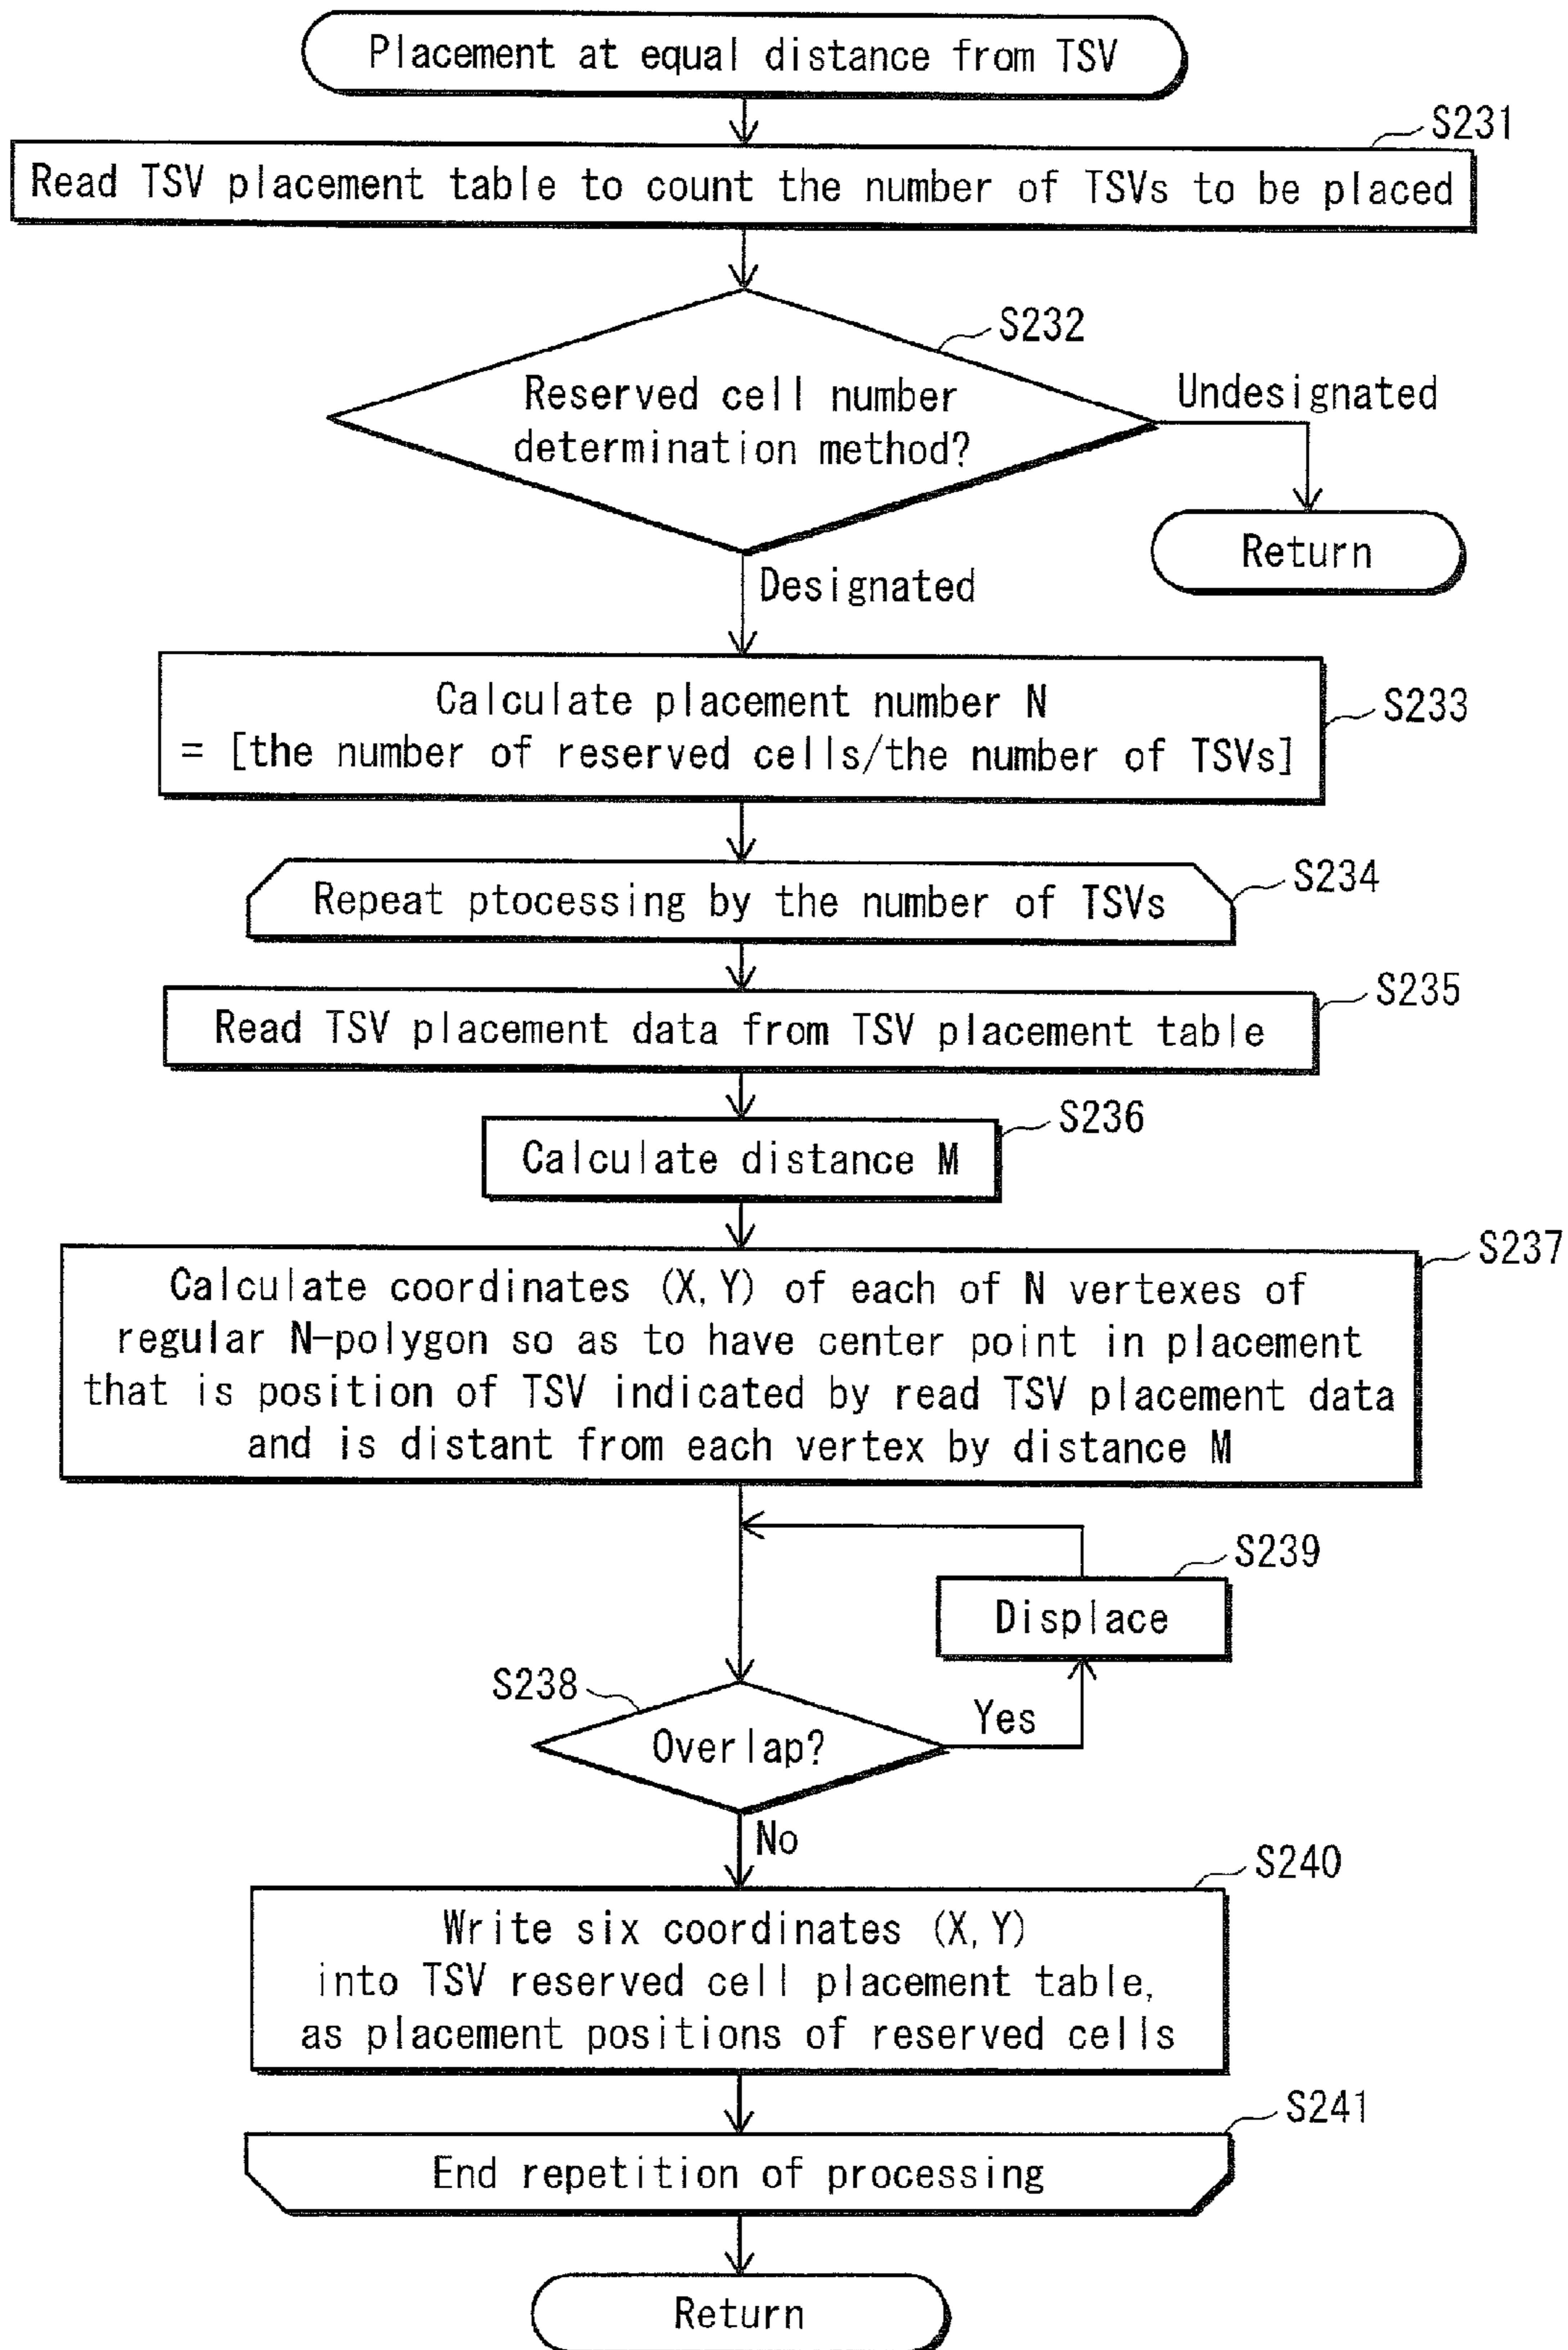 Placement at equal distance from TSV
S231
Read TSV placement table to count the number of TSVs to be placed
S232
Reserved cell number
determination method?
Undesignated
Return
Designated
Calculate placement number N
= [the number of reserved cells/the number of TSVs]
S233
S234
Repeat ptocessing by the number of TSVs
S235
Read TSV placement data from TSV placement table
S236
Calculate distance M
S237
Calculate coordinates (X, Y) of each of N vertexes of
regular N-polygon so as to have center point in placement
that is position of TSV indicated by read TSV placement data
and is distant from each vertex by distance M
S239
Displace
S238
Overlap?
Yes
No
S240
Write six coordinates (X, Y)
into TSV reserved cell placement table,
as placement positions of reserved cells
S241
End repetition of processing
Return